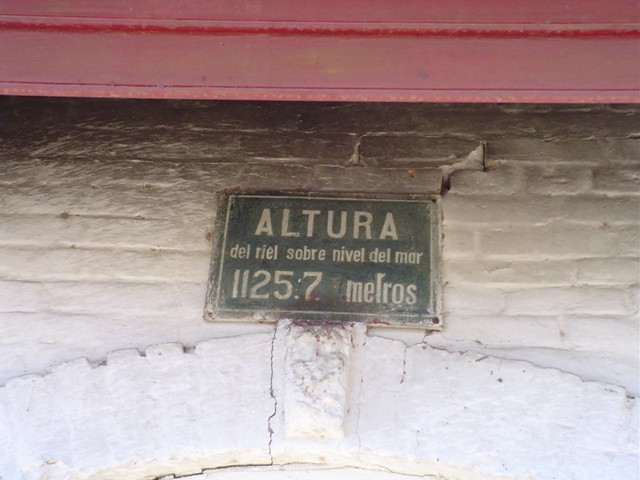 ALTURA
del riel sobre nivel del mar
1125.7 metros